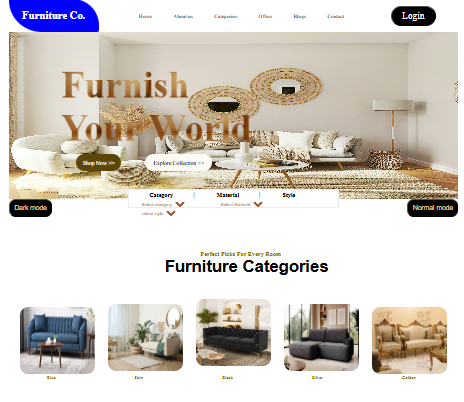 Furniture Co.
Home About us Categories Offers Blogs Contact
Login
Furnish
Your World
Shop Now >> Explore Collection >>
Dark mode
Normal mode
Category | Material | Style
Select category Select Material
select style
Perfect Picks For Every Room
Furniture Categories
Blue Black Silver Golden